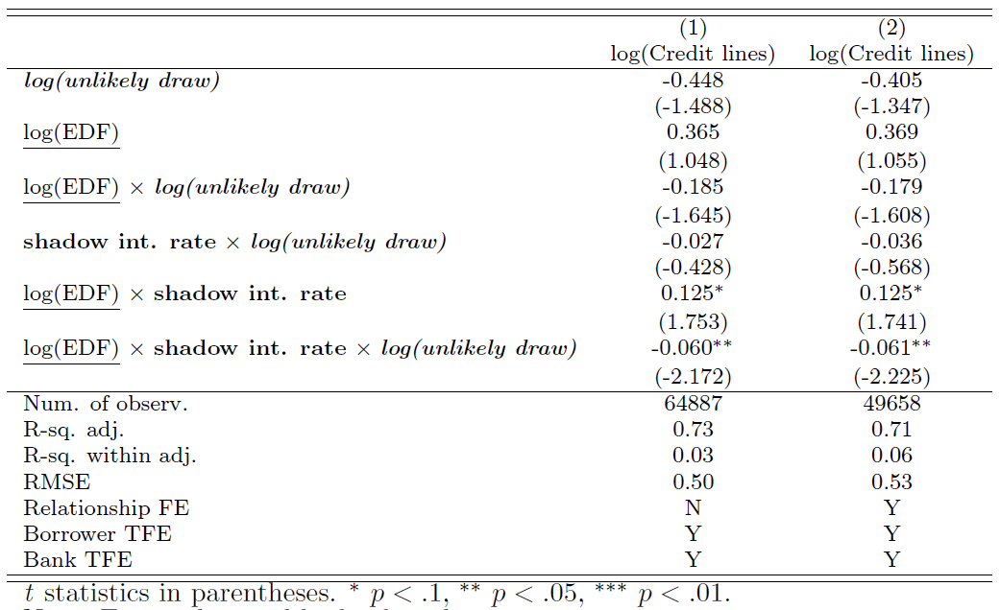 (1) (2)
log(Credit lines) log(Credit lines)
log(unlikely draw) -0.448 -0.405
(-1.488) (-1.347)
log(EDF) 0.365 0.369
(1.048) (1.055)
log(EDF) × log(unlikely draw) -0.185 -0.179
(-1.645) (-1.608)
shadow int. rate × log(unlikely draw) -0.027 -0.036
(-0.428) (-0.568)
log(EDF) × shadow int. rate 0.125* 0.125*
(1.753) (1.741)
log(EDF) × shadow int. rate × log(unlikely draw) -0.060** -0.061**
(-2.172) (-2.225)
Num. of observ. 64887 49658
R-sq. adj. 0.73 0.71
R-sq. within adj. 0.03 0.06
RMSE 0.50 0.53
Relationship FE N Y
Borrower TFE Y Y
Bank TFE Y Y
t statistics in parentheses. * p < .1, ** p < .05, *** p < .01.